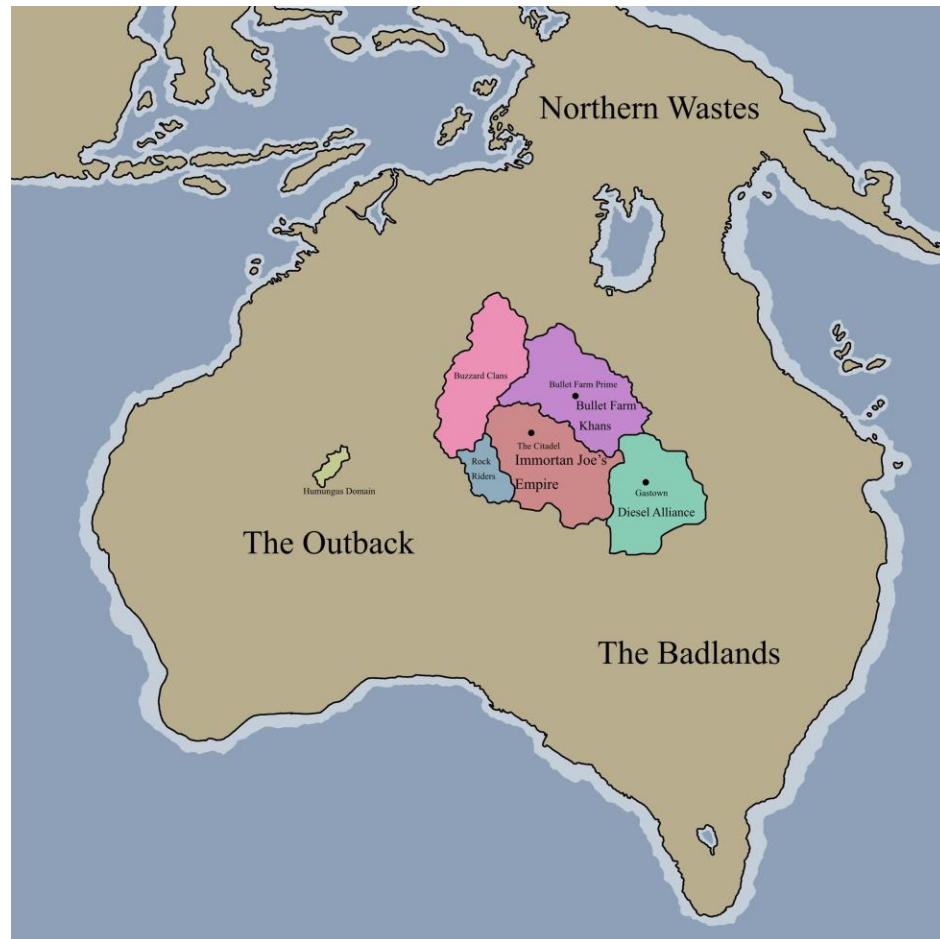 Northern Wastes
Buzzard Clans
Bullet Farm Prime
Bullet Farm
Khans
The Citadel
Immortan Joe's
Empire
Rock
Riders
Gastown
Diesel Alliance
Humungus Domain
The Outback
The Badlands